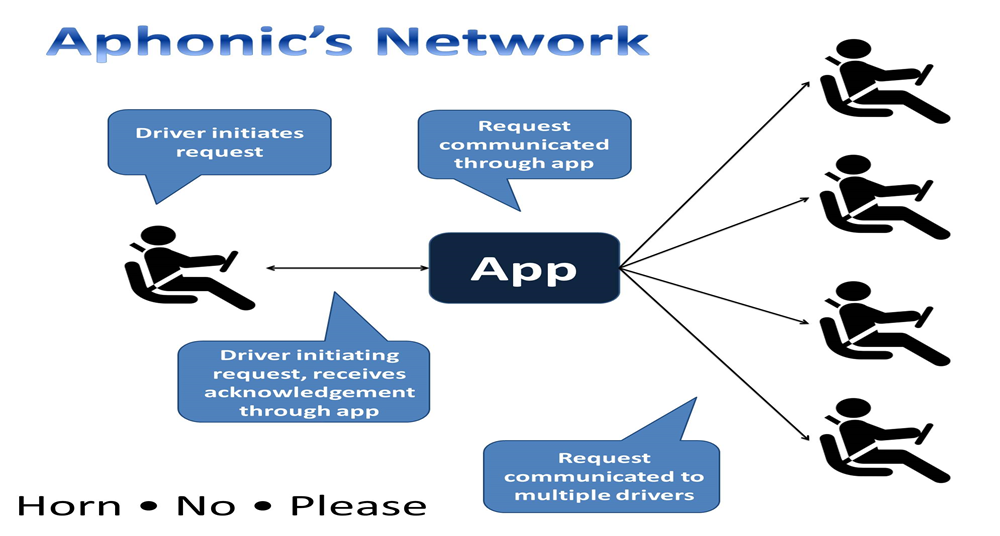 Aphonic's Network
Driver initiates
request
Request
communicated
through app
App
Driver initiating
request, receives
acknowledgement
through app
Request
communicated to
multiple drivers
Horn • No • Please